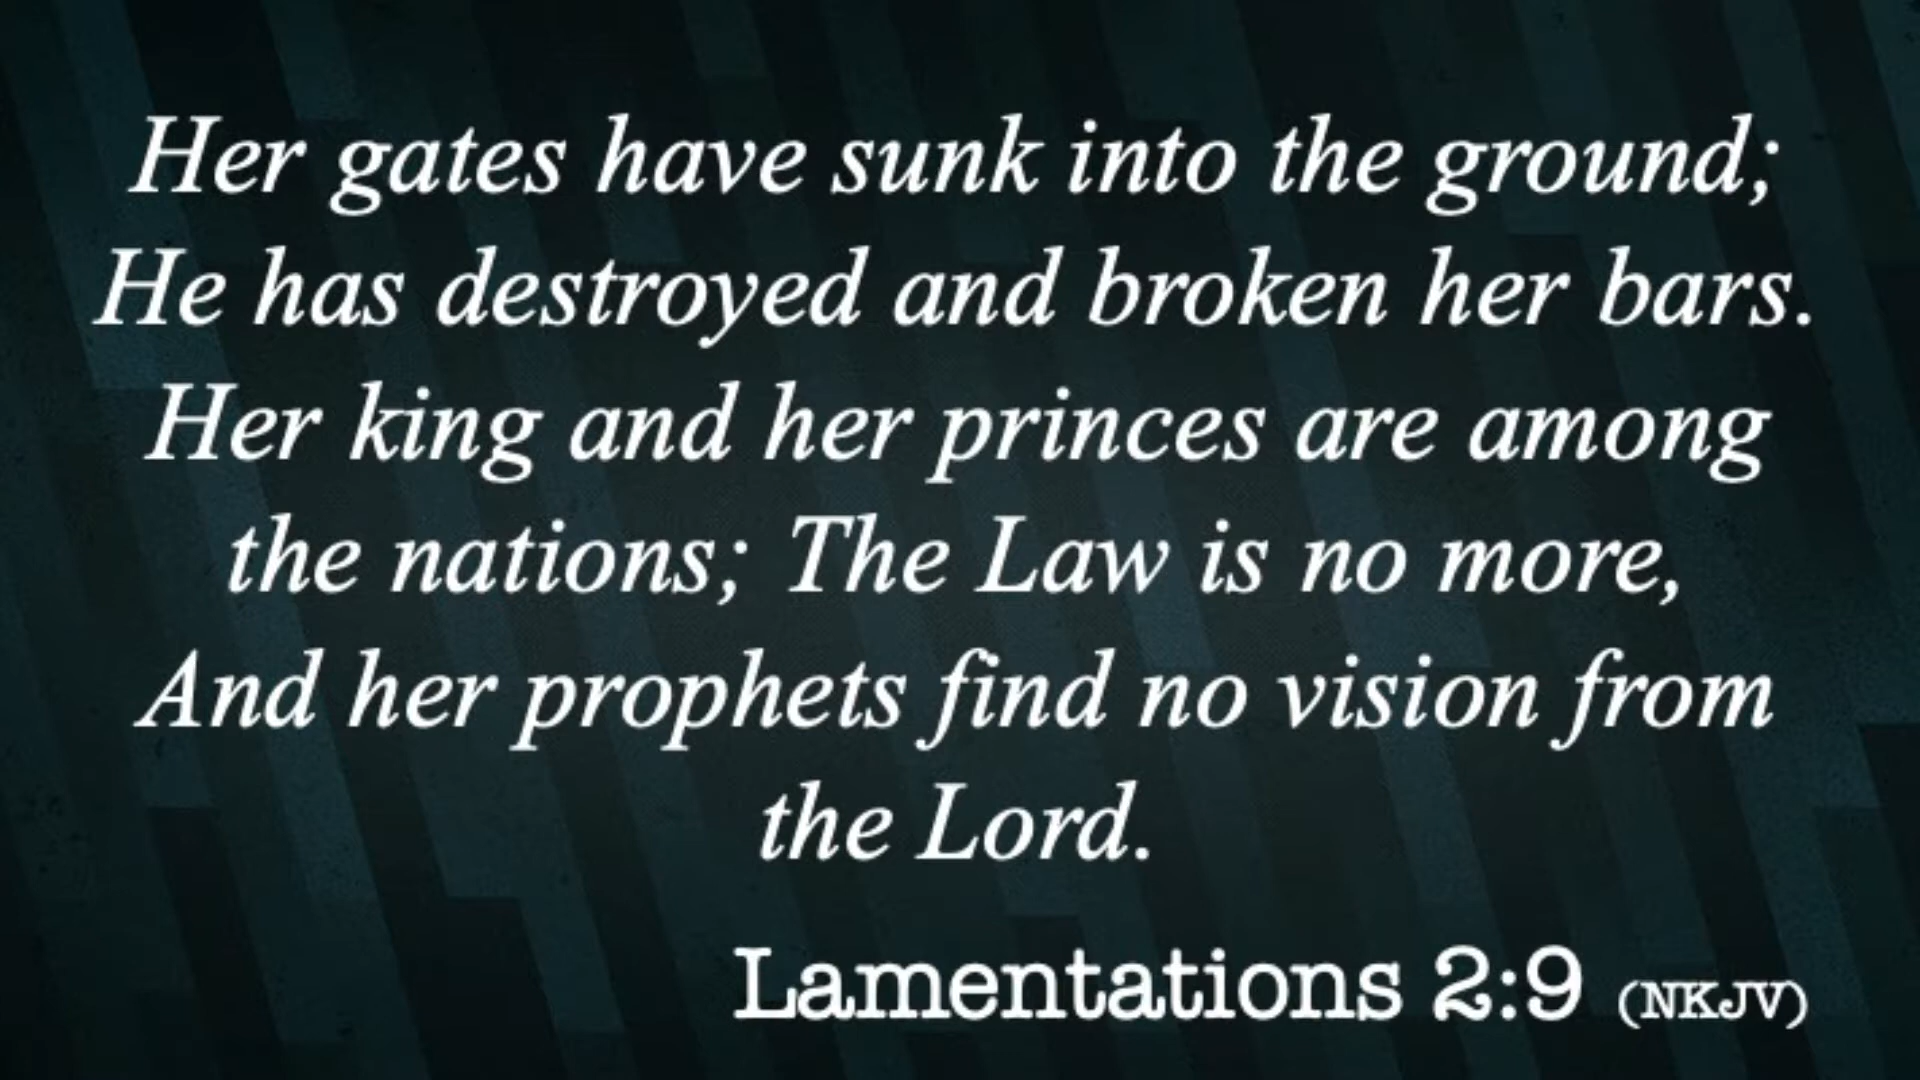 Her gates have sunk into the ground;
He has destroyed and broken her bars.
Her king and her princes are among
the nations; The Law is no more,
And her prophets find no vision from
the Lord.
Lamentations 2:9 (NKJV)